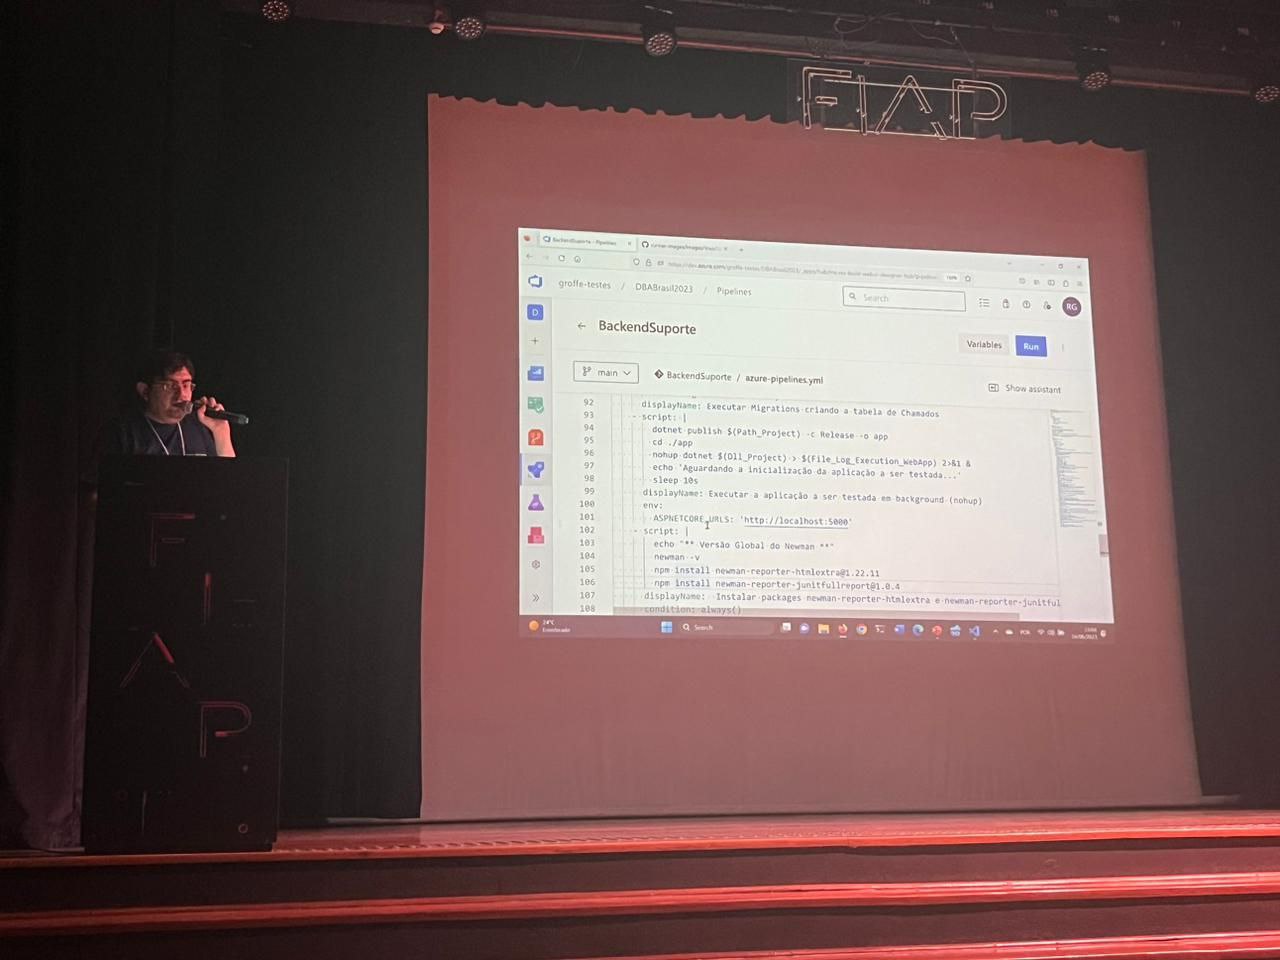 FIAP
BackendSuporte - Pipelines
groffe-testes / DBABrasil2023 / Pipelines
Search
RG
D
← BackendSuporte
Variables
Run
main
BackendSuporte / azure-pipelines.yml
Show assistant
92 displayName: Executar Migrations criando a tabela de Chamados
93 - script: |
94 dotnet publish $(Path_Project) -c Release -o app
95 cd ./app
96 nohup dotnet $(Dll_Project) > $(File_Log_Execution_WebApp) 2>&1 &
97 echo 'Aguardando a inicialização da aplicação a ser testada...'
98 sleep 10s
99 displayName: Executar a aplicação a ser testada em background (nohup)
100 env:
101 ASPNETCORE_URLS: 'http://localhost:5000'
102 - script: |
103 echo "** Versão Global do Newman **"
104 newman -v
105 npm install newman-reporter-htmlextra@1.22.11
106 npm install newman-reporter-junitfullreport@1.0.4
107 displayName: Instalar packages newman-reporter-htmlextra e newman-reporter-junitful
108 condition: always()
24°C
Search
FIAP